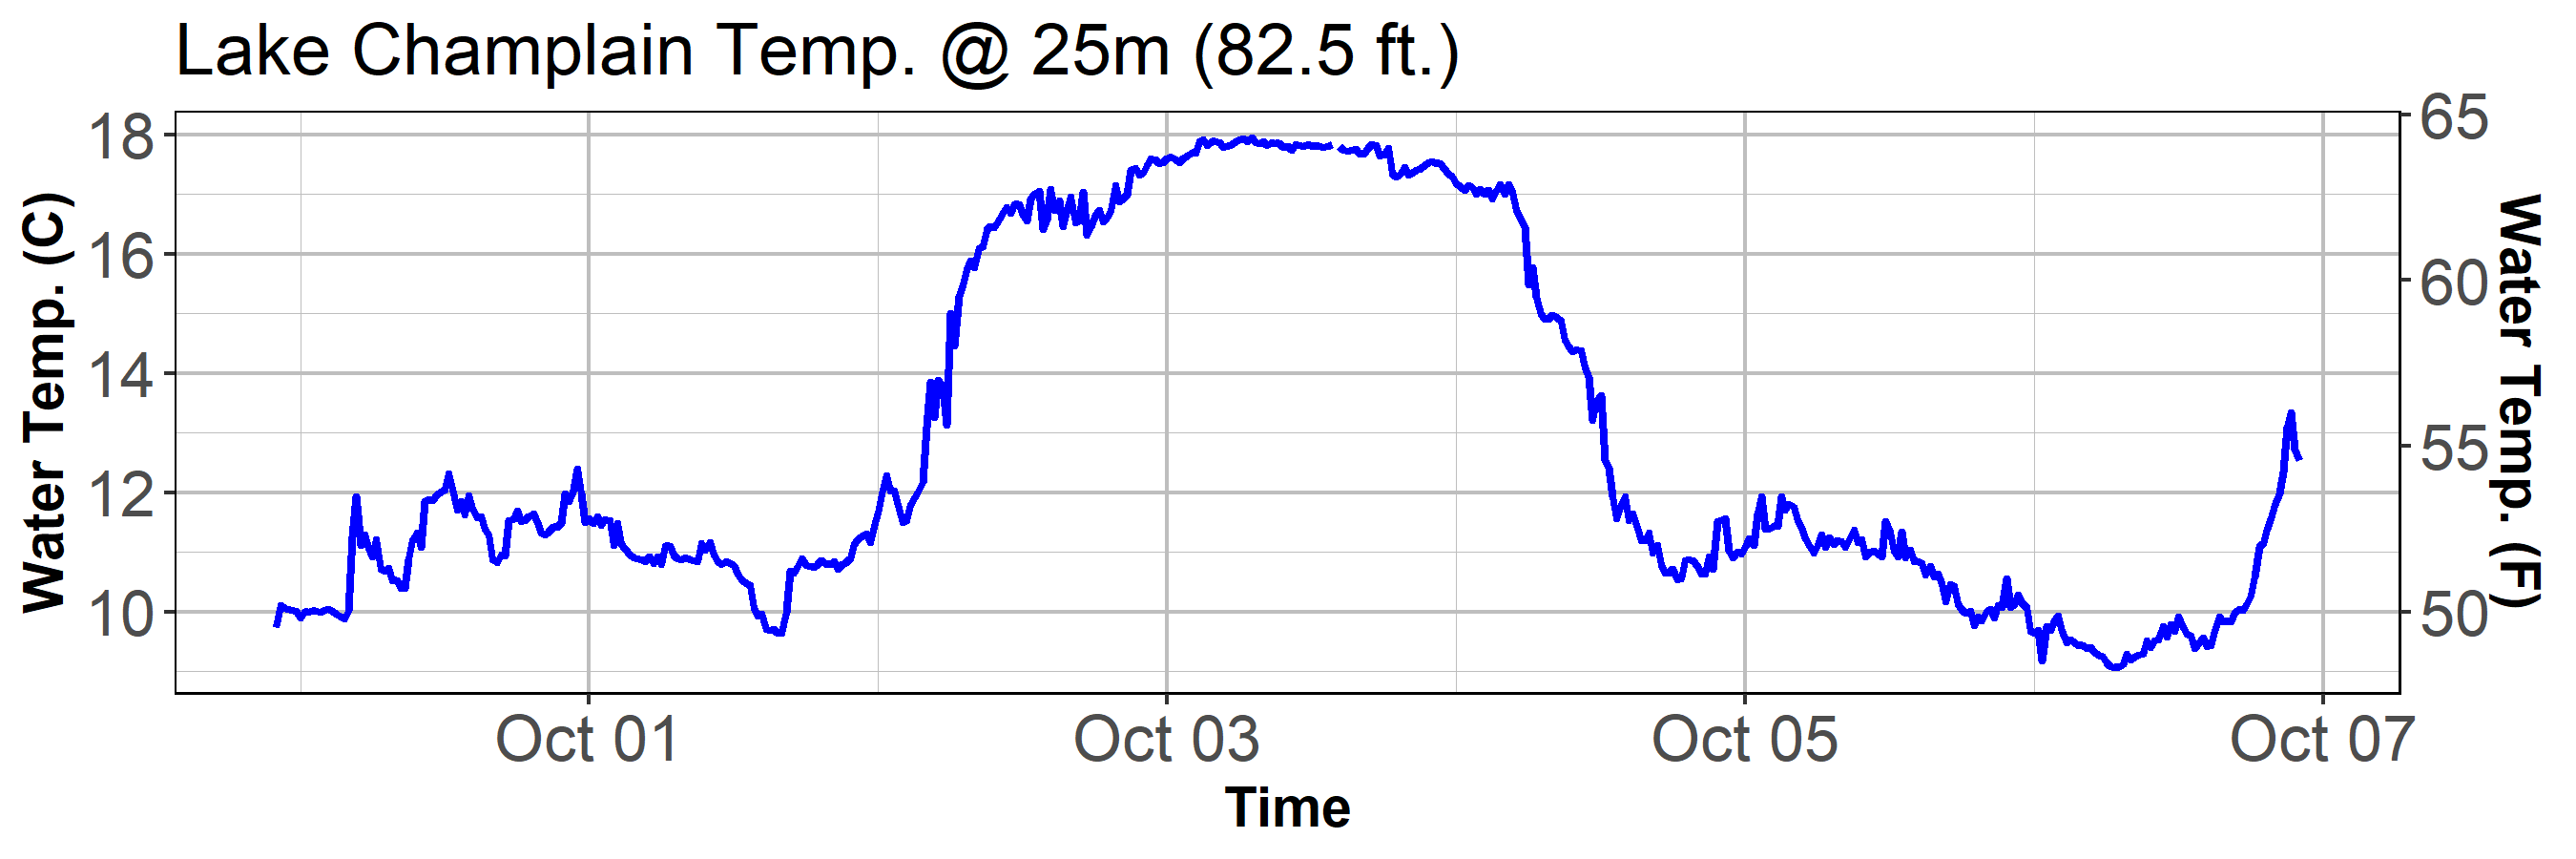 Lake Champlain Temp. @ 25m (82.5 ft.)
Water Temp. (C)
18
16
14
12
10
65
60
55
50
Water Temp. (F)
Oct 01 Oct 03 Oct 05 Oct 07
Time